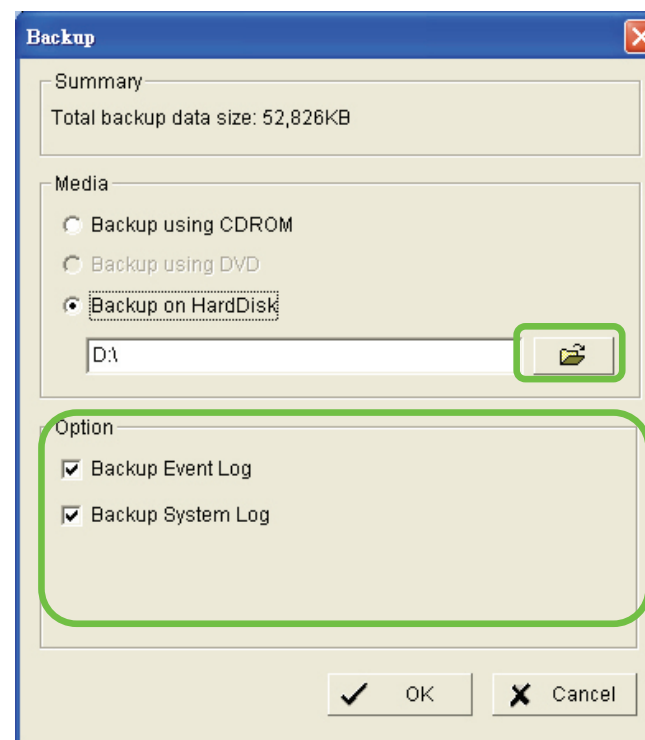 Backup
Summary
Total backup data size: 52,826KB
Media
Backup using CDROM
Backup using DVD
Backup on HardDisk
D:\
Option
Backup Event Log
Backup System Log
OK
Cancel